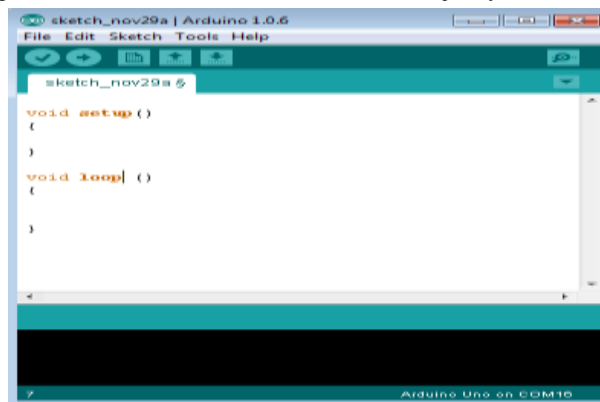 sketch_nov29a | Arduino 1.0.6
File Edit Sketch Tools Help
sketch_nov29a §
void setup()
{
}
void loop ()
{
}
7
Arduino Uno on COM16